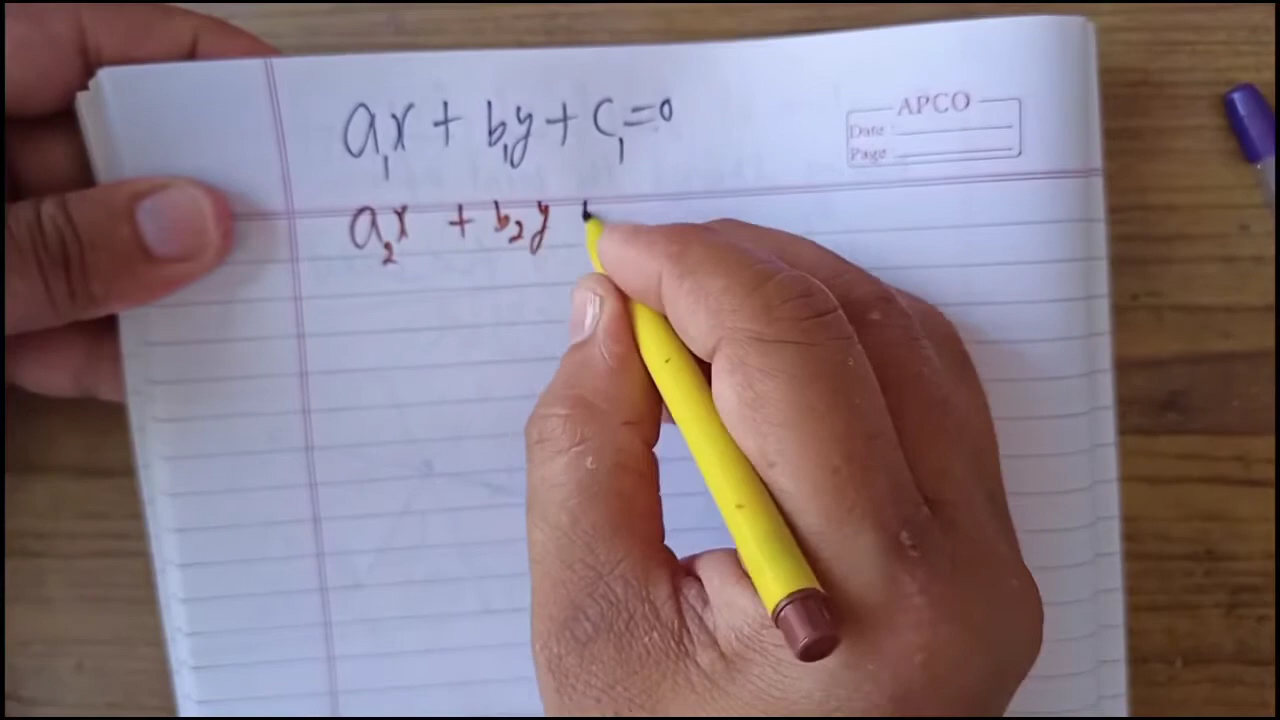 a₁x + b₁y + c₁ = 0
APCO
Date :
Page
a₂x + b₂y